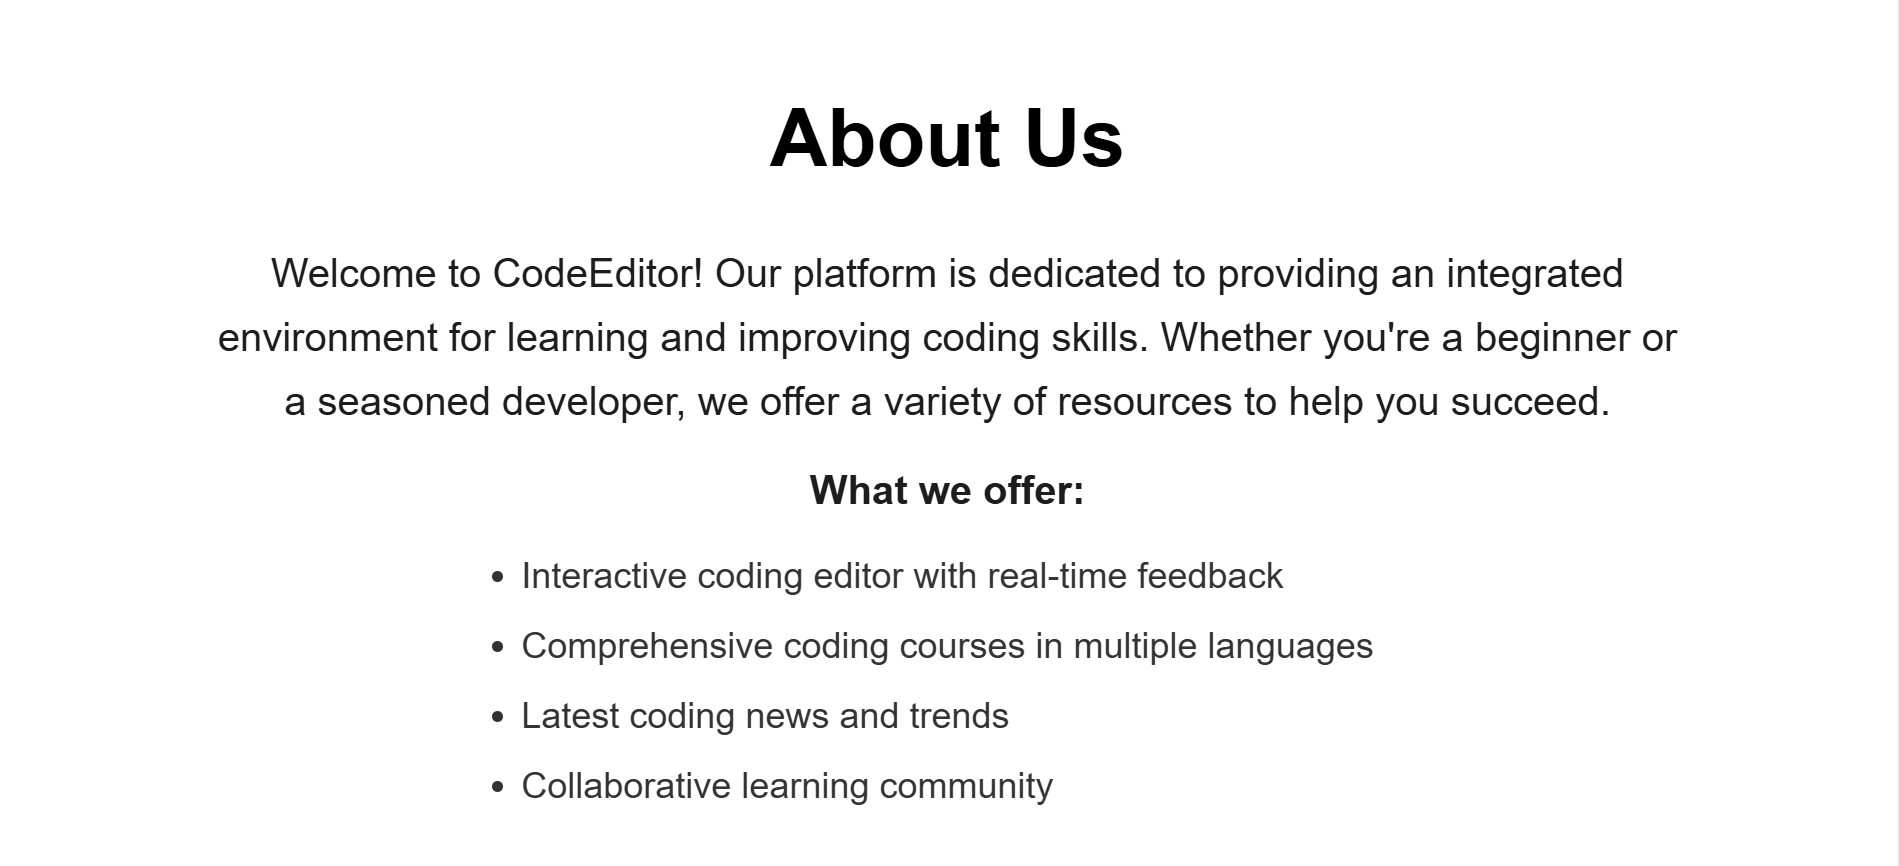 About Us
Welcome to CodeEditor! Our platform is dedicated to providing an integrated
environment for learning and improving coding skills. Whether you're a beginner or
a seasoned developer, we offer a variety of resources to help you succeed.
What we offer:
• Interactive coding editor with real-time feedback
• Comprehensive coding courses in multiple languages
• Latest coding news and trends
• Collaborative learning community